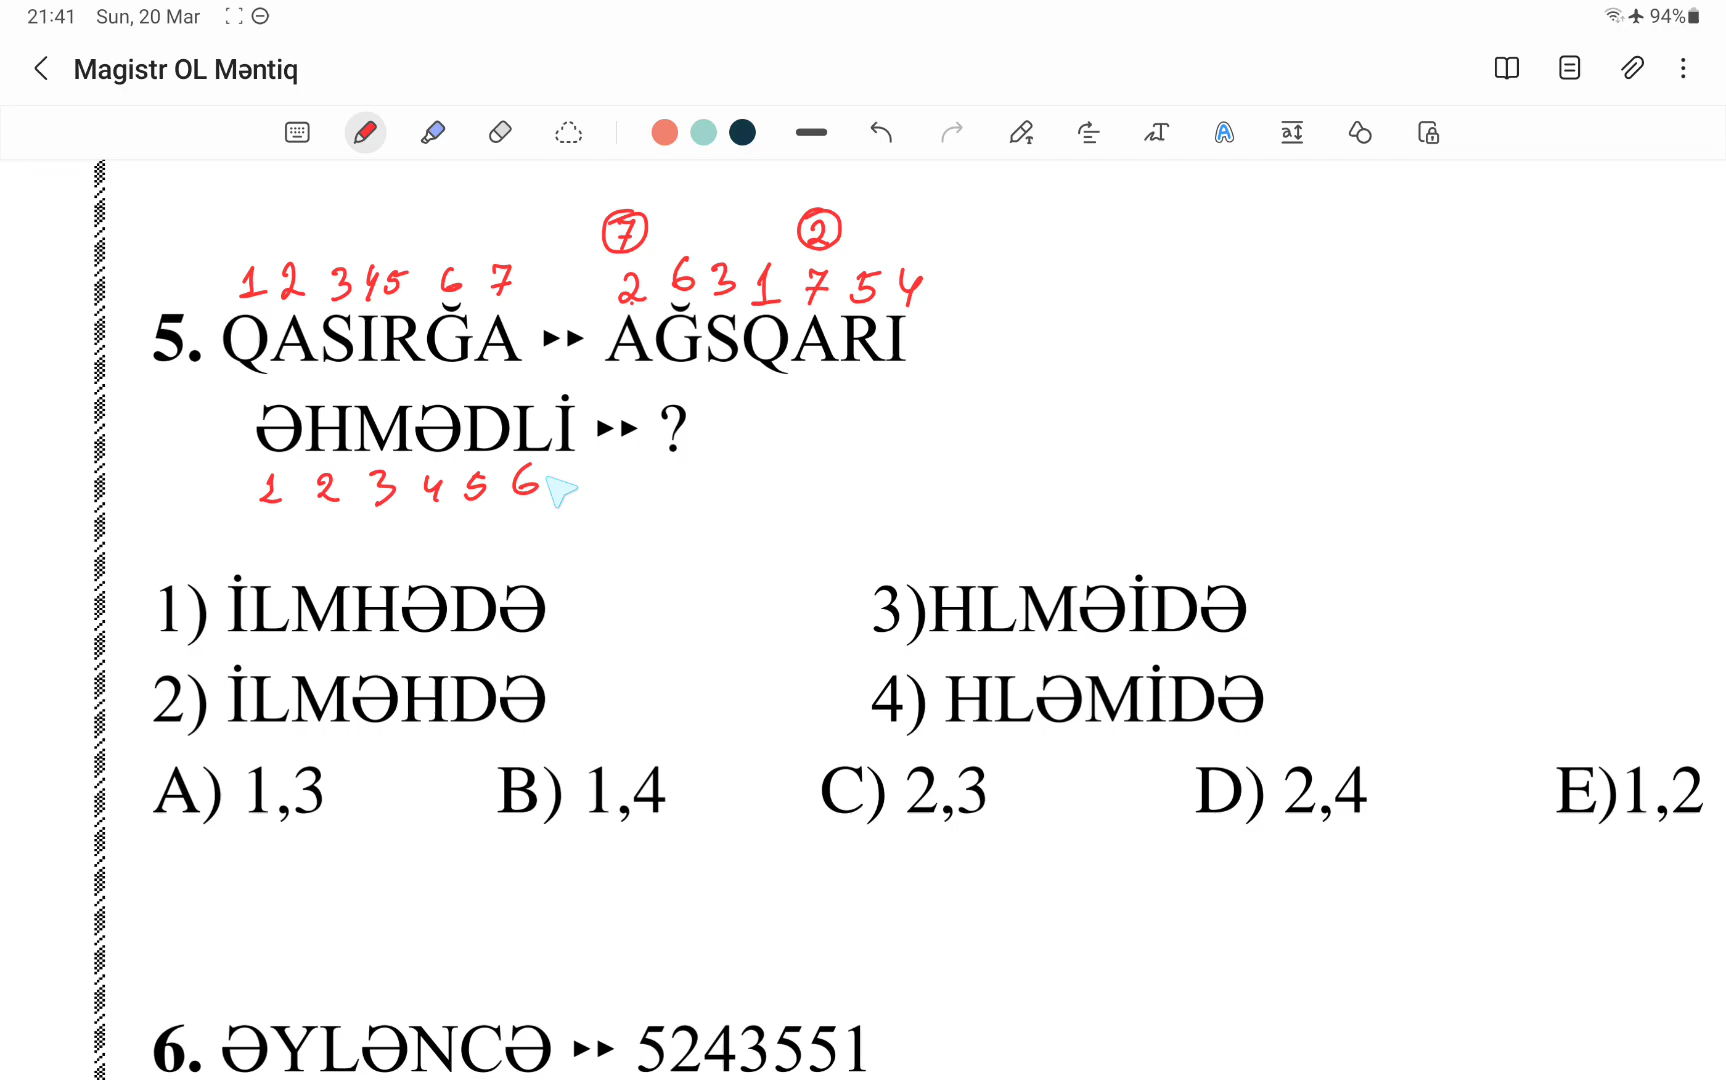 21:41 Sun, 20 Mar 94%
Magistr OL Məntiq
7 2
1 2 3 4 5 6 7 2 6 3 1 7 5 4
5. QASIRĞA ▸▸ AĞSQARI
ƏHMƏDLİ ▸▸ ?
1 2 3 4 5 6
1) İLMHƏDƏ 3)HLMƏİDƏ
2) İLMƏHDƏ 4) HLƏMİDƏ
A) 1,3 B) 1,4 C) 2,3 D) 2,4 E)1,2
6. ƏYLƏNCƏ ▸▸ 5243551